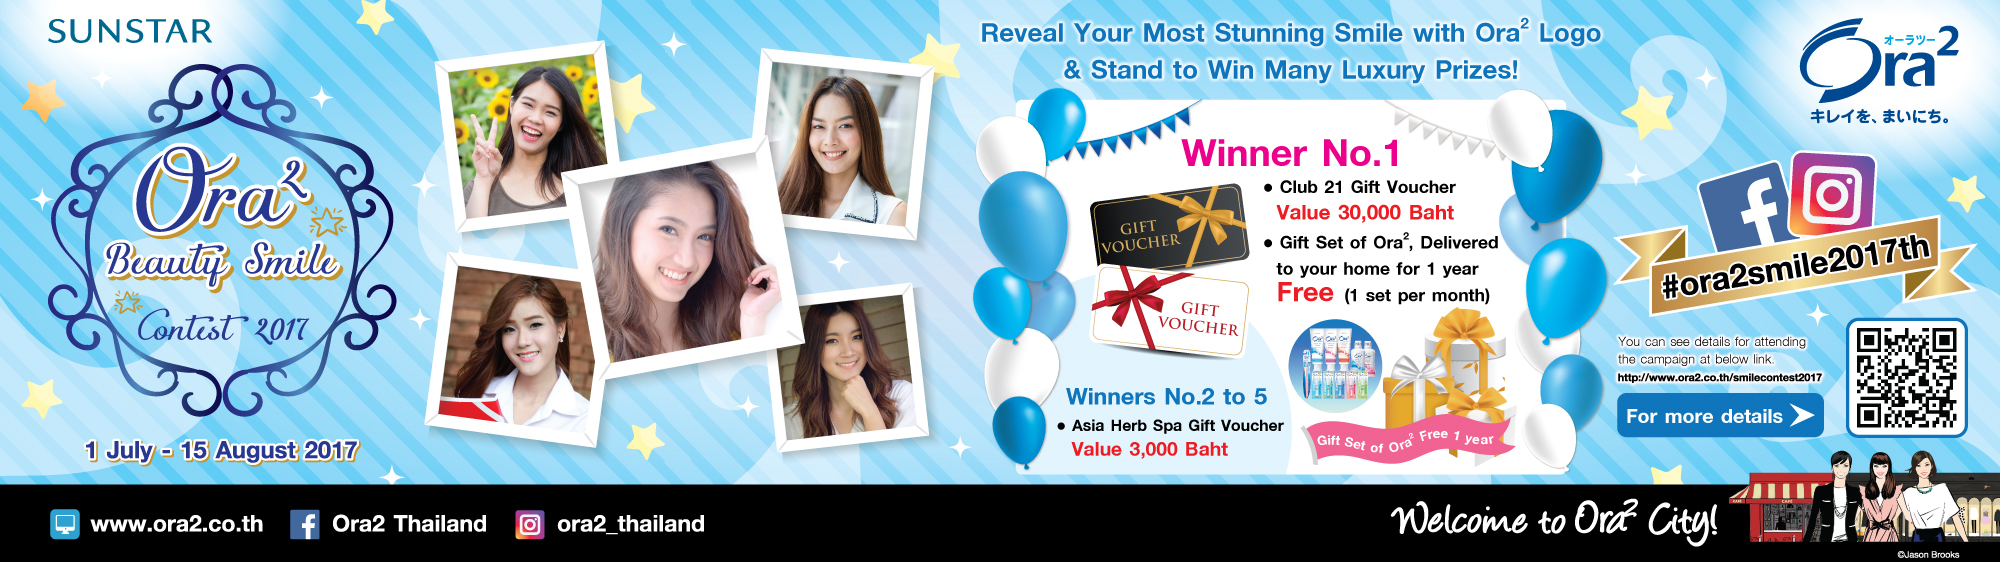 SUNSTAR
Ora2
Beauty Smile
Contest 2017
1 July - 15 August 2017
Reveal Your Most Stunning Smile with Ora2 Logo
& Stand to Win Many Luxury Prizes!
Winner No.1
GIFT
VOUCHER
GIFT
VOUCHER
● Club 21 Gift Voucher
Value 30,000 Baht
● Gift Set of Ora2, Delivered
to your home for 1 year
Free (1 set per month)
Winners No.2 to 5
● Asia Herb Spa Gift Voucher
Value 3,000 Baht
Gift Set of Ora2 Free 1 year
オーラツー
Ora2
キレイを、まいにち。
#ora2smile2017th
You can see details for attending
the campaign at below link.
http://www.ora2.co.th/smilecontest2017
For more details
www.ora2.co.th
Ora2 Thailand
ora2_thailand
Welcome to Ora2 City!
©Jason Brooks